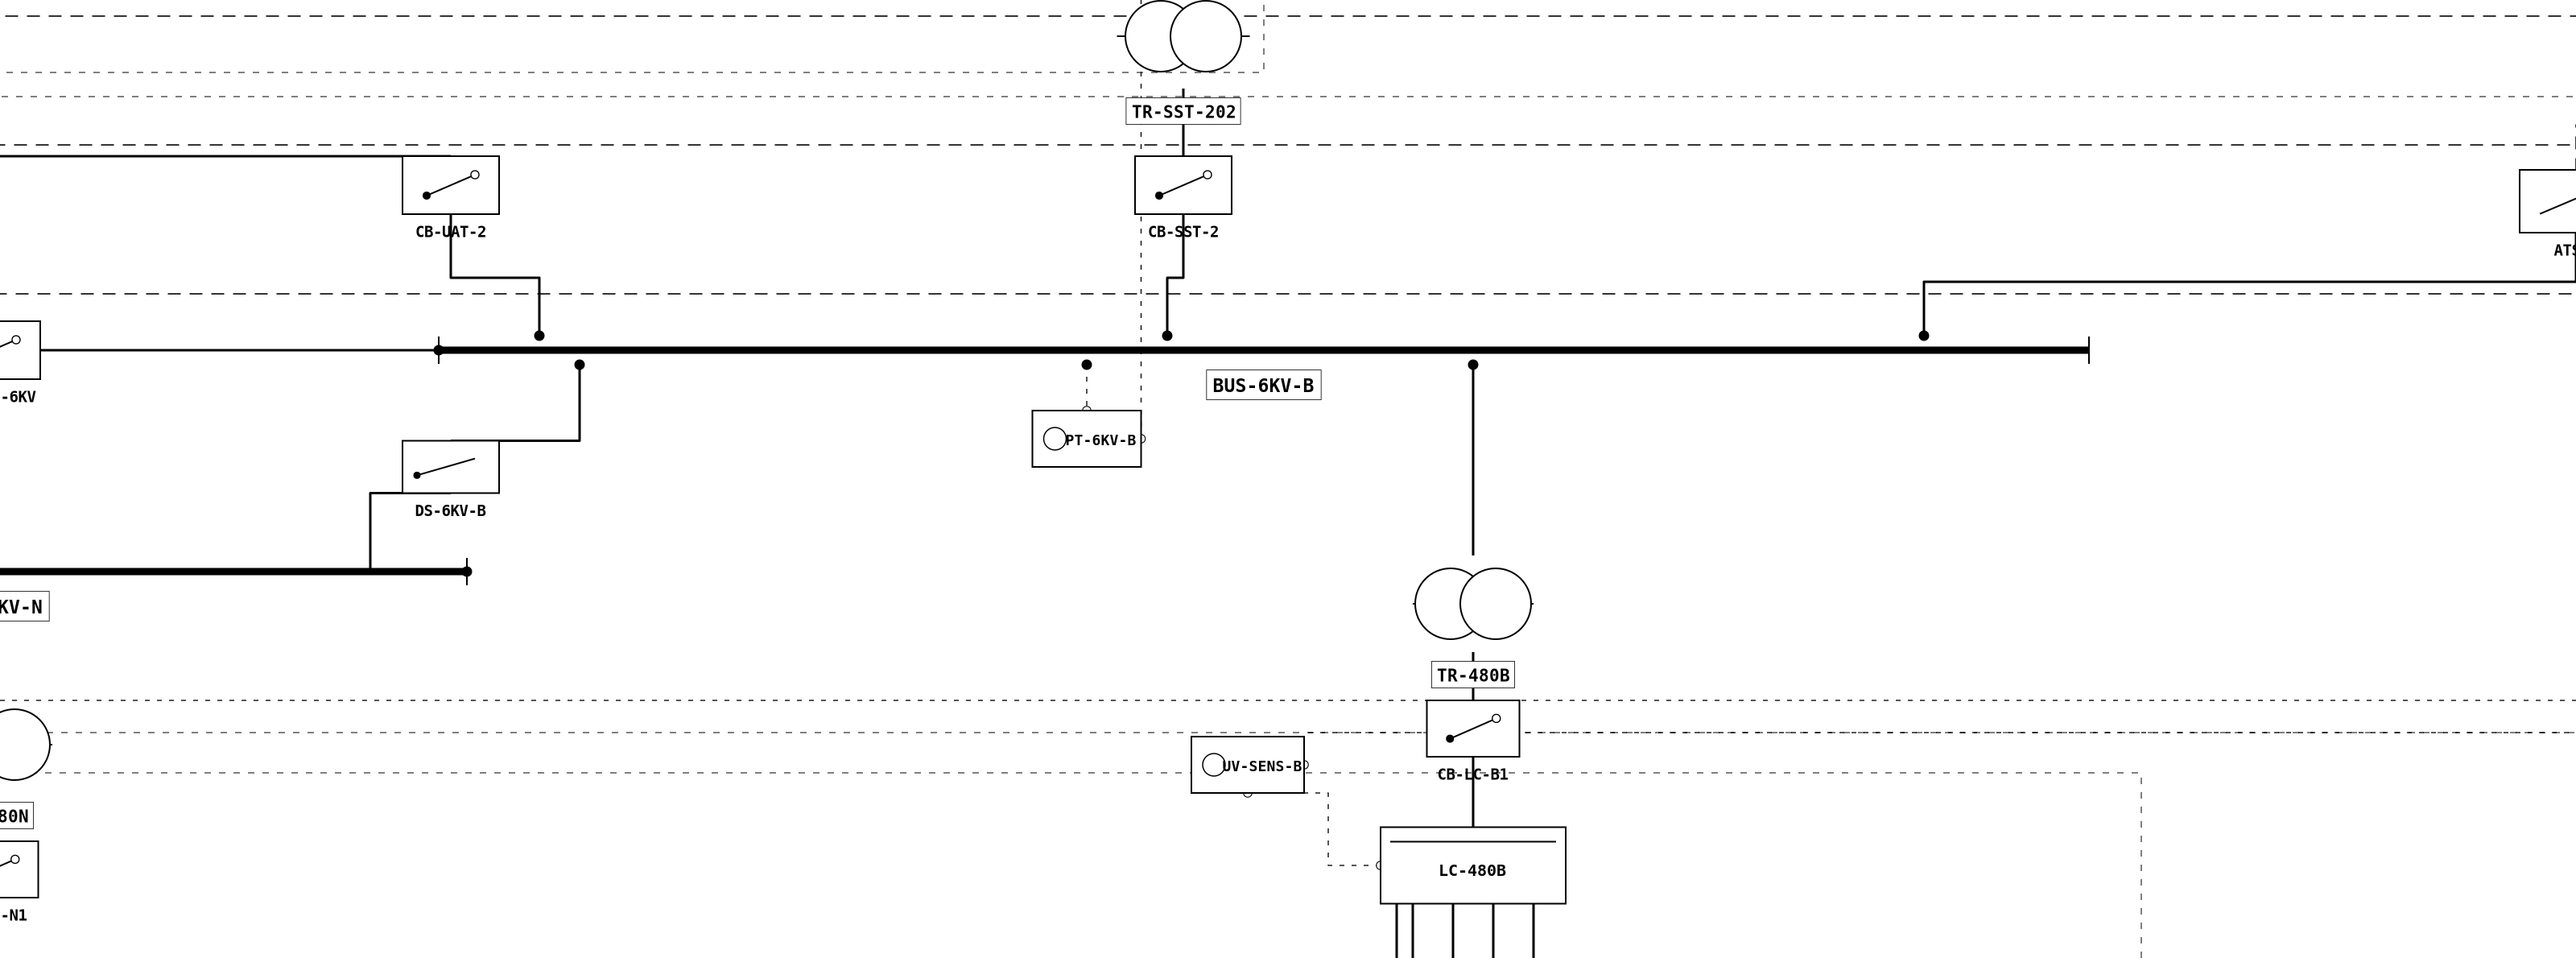 TR-SST-202
CB-UAT-2
CB-SST-2
ATS
BUS-6KV-B
-6KV
PT-6KV-B
DS-6KV-B
KV-N
TR-480B
UV-SENS-B
CB-LC-B1
80N
LC-480B
-N1